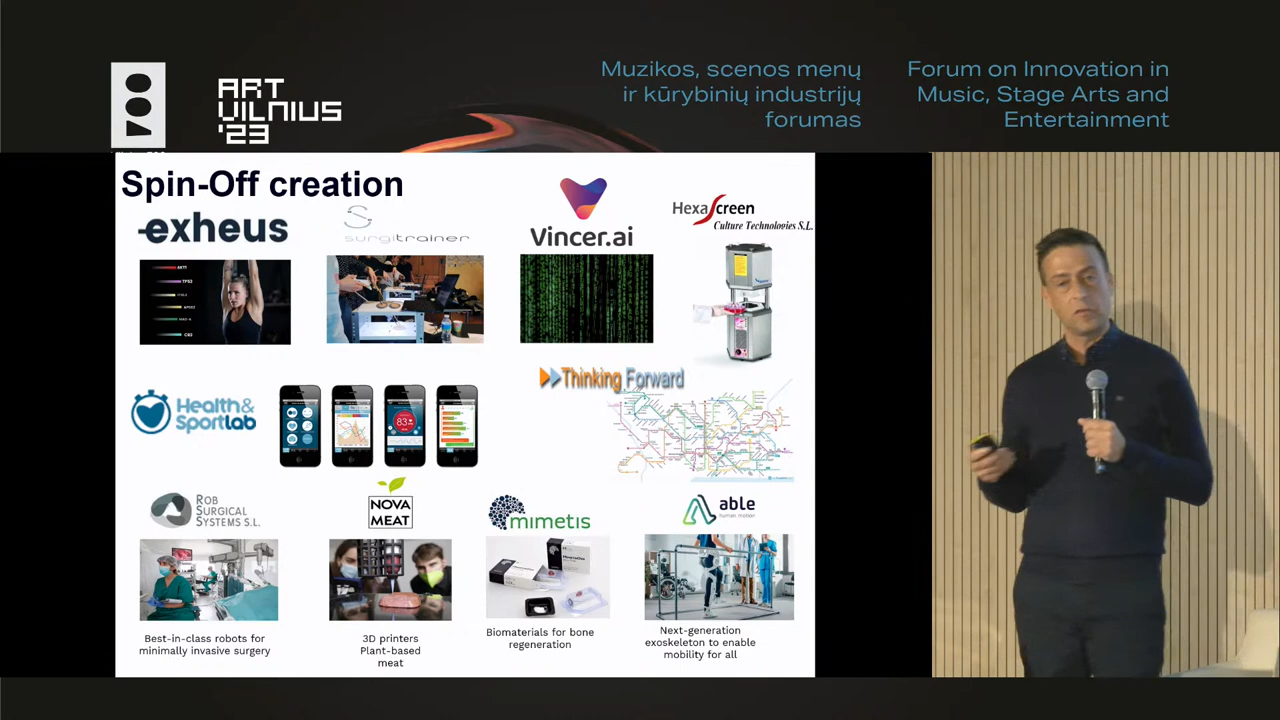 ART
VILNIUS
'23
Muzikos, scenos menų
ir kūrybinių industrijų
forumas
Forum on Innovation in
Music, Stage Arts and
Entertainment
Spin-Off creation
exheus
surgitrainer
Vincer.ai
HexaScreen
Culture Technologies S.L.
AKT1
TP53
Health&
Sportlab
83
Thinking Forward
ROB
SURGICAL
SYSTEMS S.L.
NOVA
MEAT
mimetis
able
human motion
Best-in-class robots for
minimally invasive surgery
3D printers
Plant-based
meat
Biomaterials for bone
regeneration
Next-generation
exoskeleton to enable
mobility for all